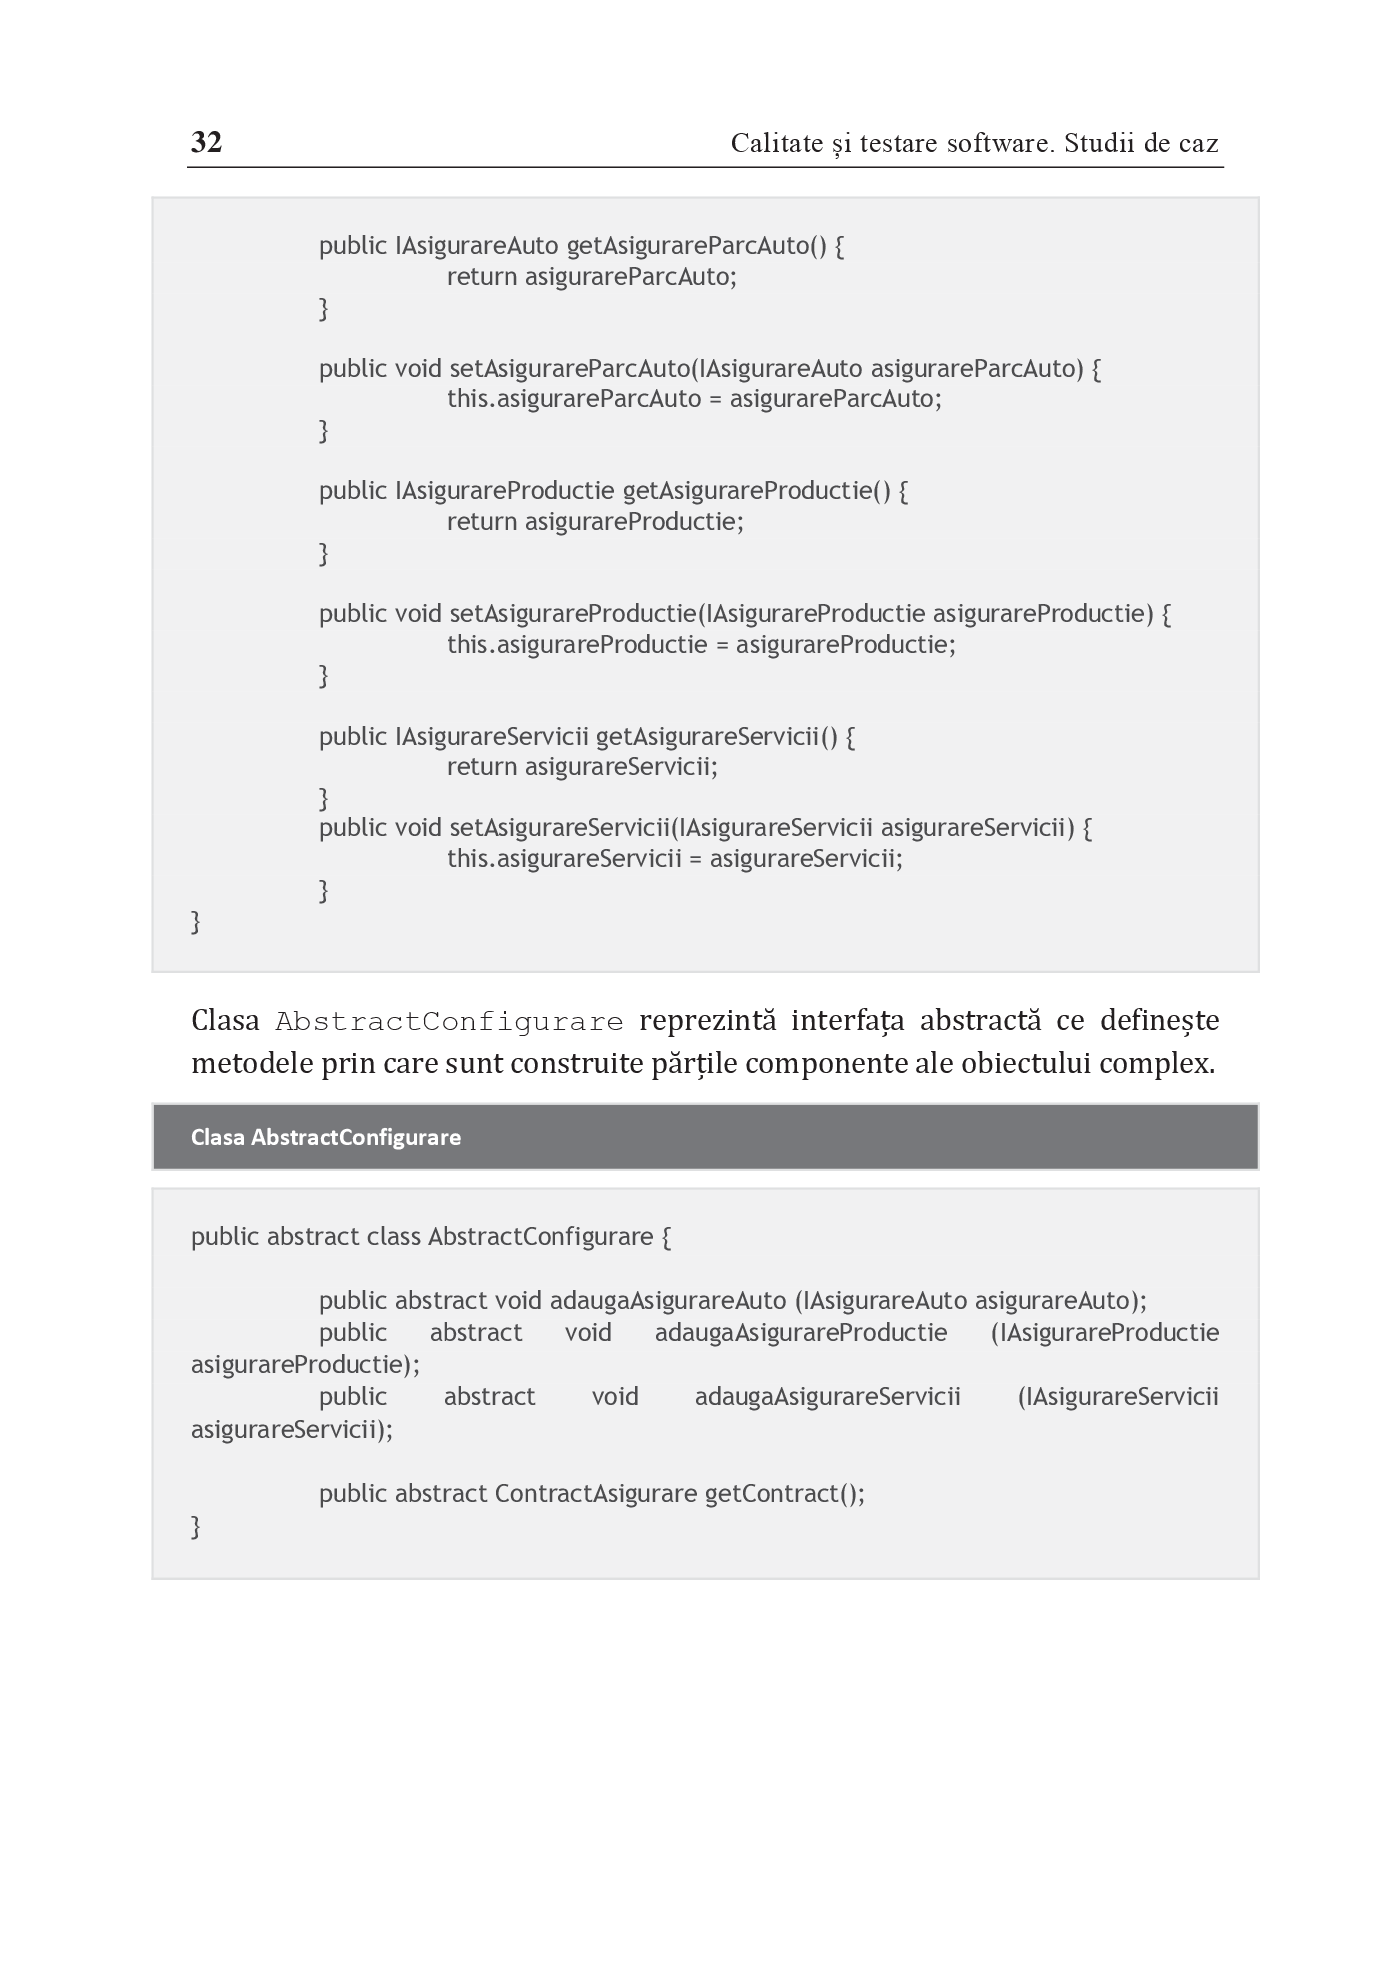 32 Calitate și testare software. Studii de caz
public IAsigurareAuto getAsigurareParcAuto() {
return asigurareParcAuto;
}
public void setAsigurareParcAuto(IAsigurareAuto asigurareParcAuto) {
this.asigurareParcAuto = asigurareParcAuto;
}
public IAsigurareProductie getAsigurareProductie() {
return asigurareProductie;
}
public void setAsigurareProductie(IAsigurareProductie asigurareProductie) {
this.asigurareProductie = asigurareProductie;
}
public IAsigurareServicii getAsigurareServicii() {
return asigurareServicii;
}
public void setAsigurareServicii(IAsigurareServicii asigurareServicii) {
this.asigurareServicii = asigurareServicii;
}
}
Clasa AbstractConfigurare reprezintă interfața abstractă ce definește
metodele prin care sunt construite părțile componente ale obiectului complex.
Clasa AbstractConfigurare
public abstract class AbstractConfigurare {
public abstract void adaugaAsigurareAuto (IAsigurareAuto asigurareAuto);
public abstract void adaugaAsigurareProductie (IAsigurareProductie
asigurareProductie);
public abstract void adaugaAsigurareServicii (IAsigurareServicii
asigurareServicii);
public abstract ContractAsigurare getContract();
}